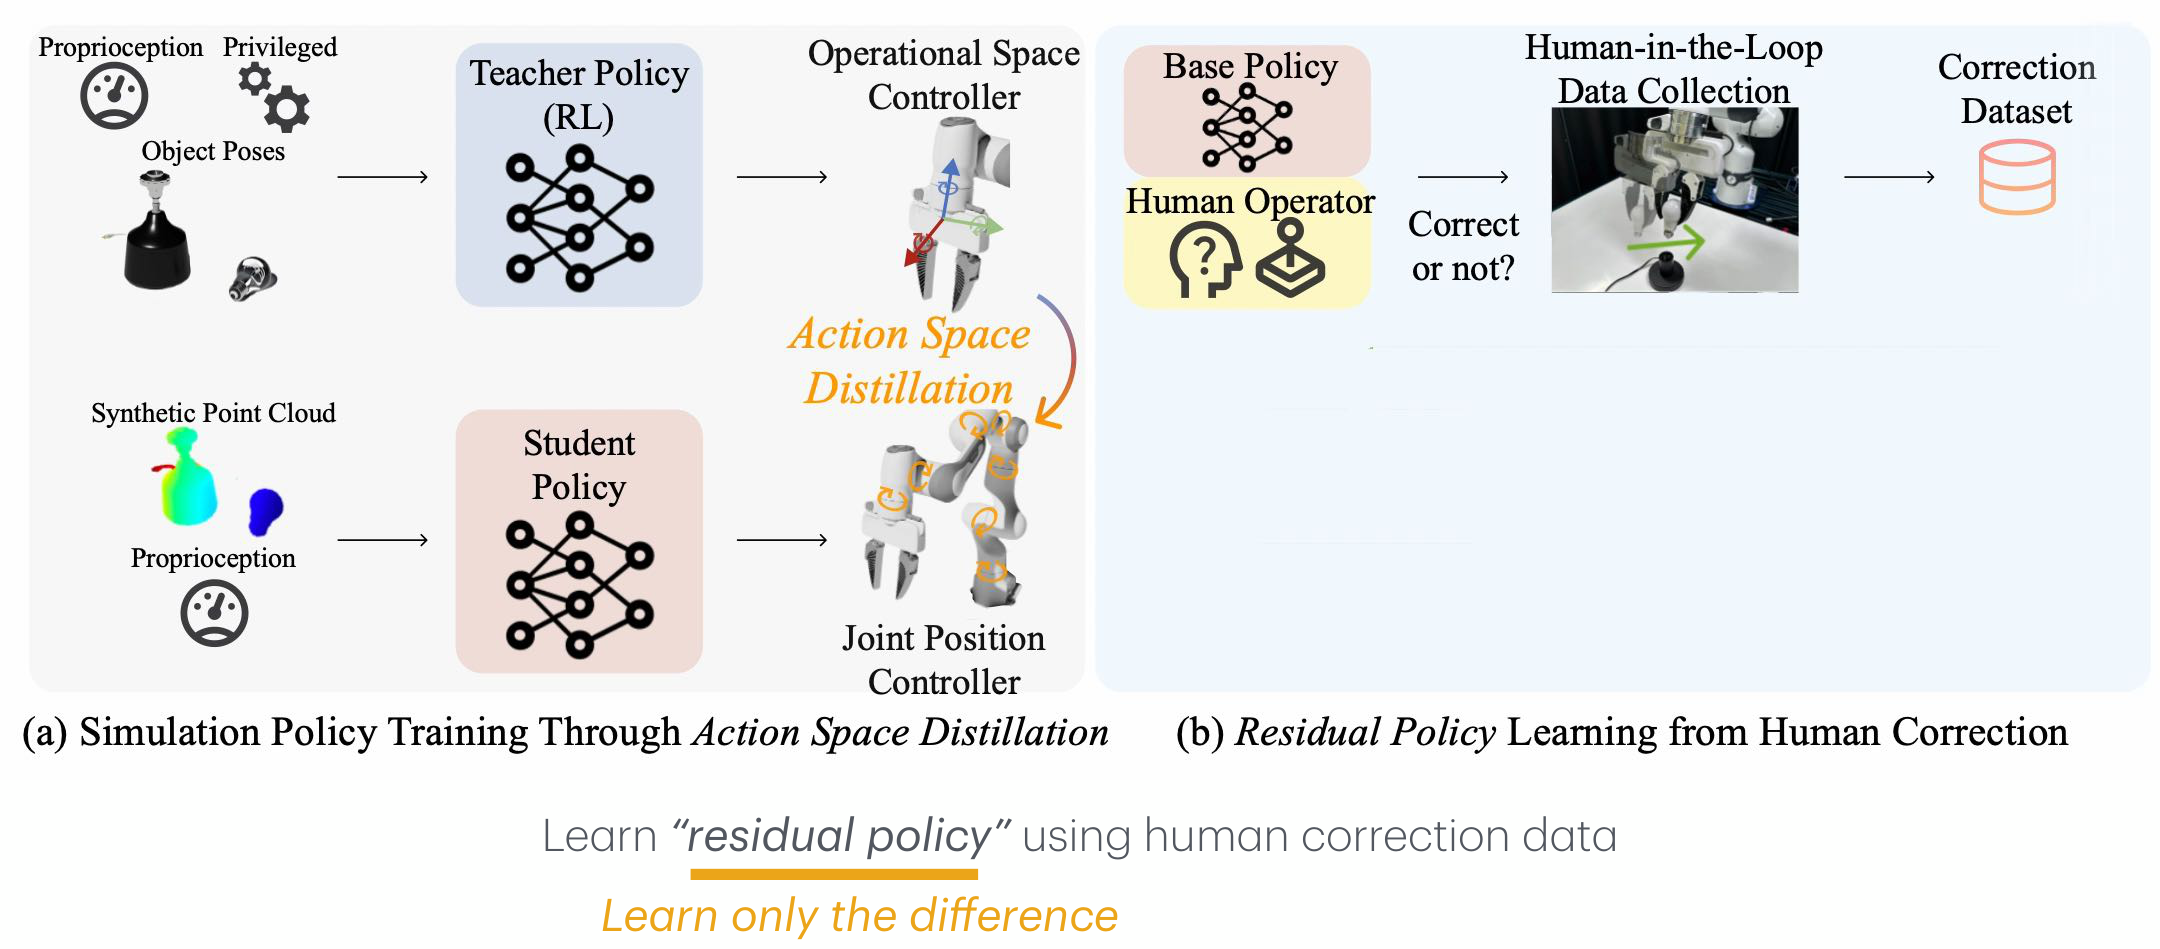 Proprioception
Privileged
Object Poses
Teacher Policy
(RL)
Operational Space
Controller
Action Space
Distillation
Synthetic Point Cloud
Proprioception
Student
Policy
Joint Position
Controller
(a) Simulation Policy Training Through Action Space Distillation
Base Policy
Human Operator
?
Correct
or not?
Human-in-the-Loop
Data Collection
Correction
Dataset
(b) Residual Policy Learning from Human Correction
Learn “residual policy” using human correction data
Learn only the difference